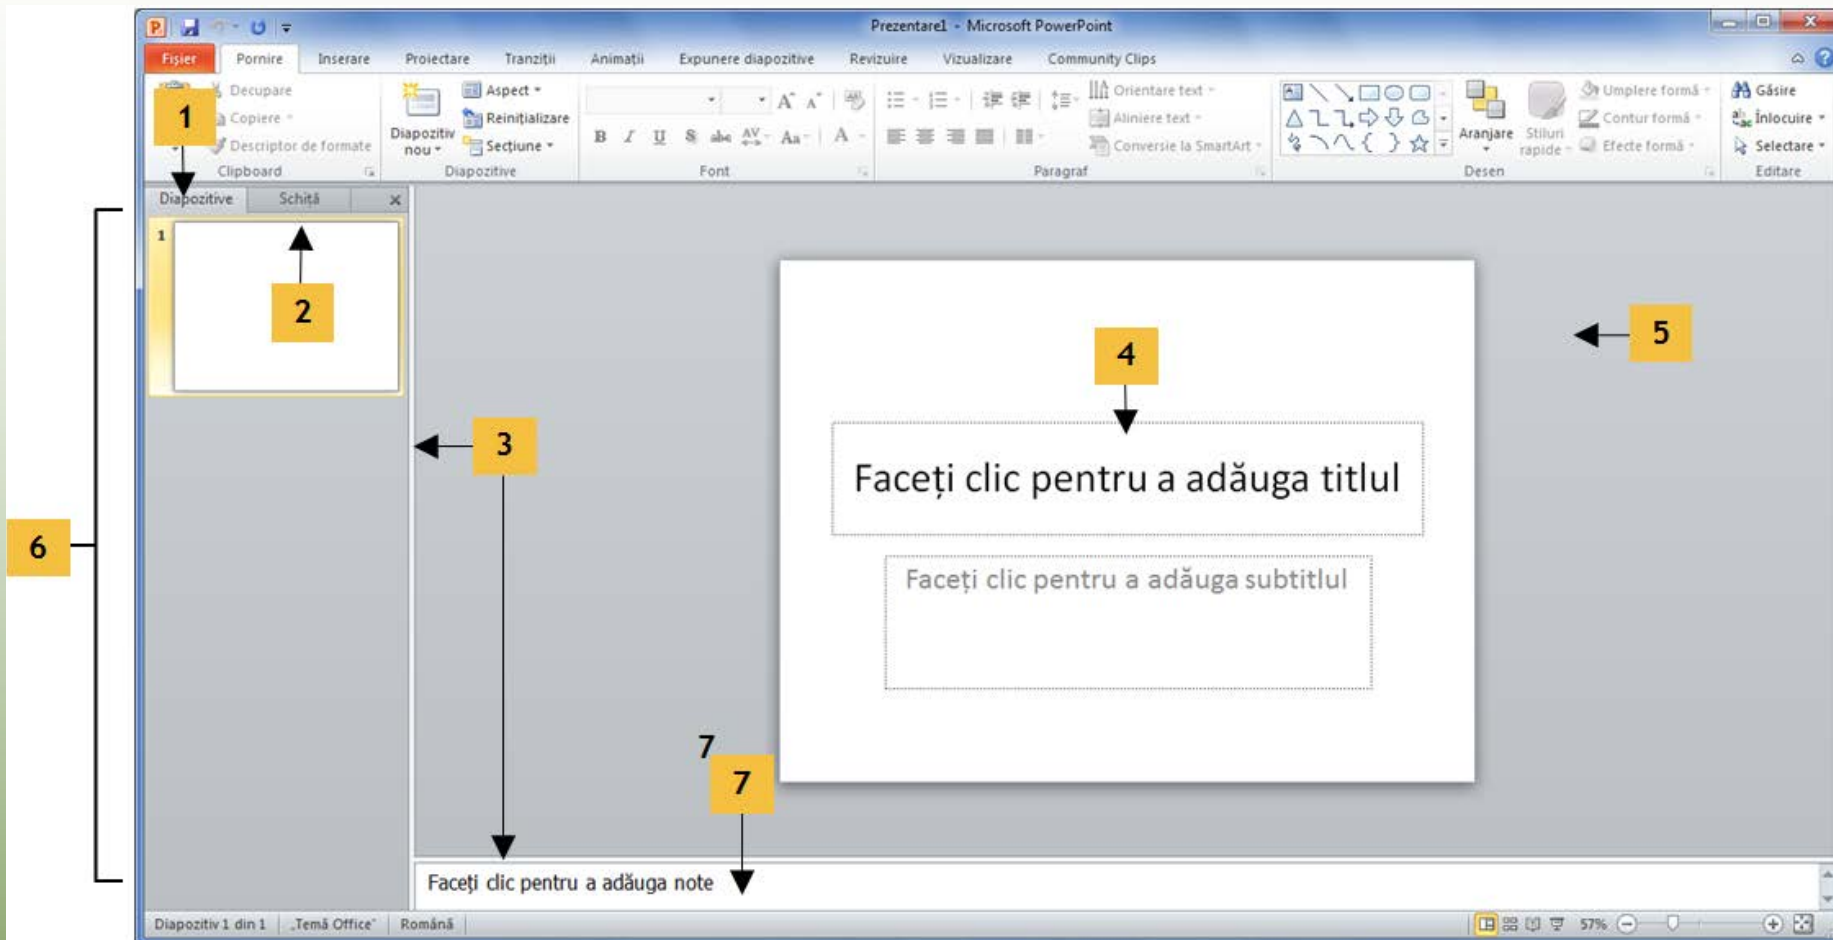 Prezentare1 - Microsoft PowerPoint
Fișier Pornire Inserare Proiectare Tranziții Animații Expunere diapozitive Revizuire Vizualizare Community Clips
Decupare
Copiere
Descriptor de formate
Clipboard
Diapozitiv nou
Aspect
Reinițializare
Secțiune
Diapozitive
B I U S abc AV Aa A
Font
Orientare text
Aliniere text
Conversie la SmartArt
Paragraf
Aranjare
Stiluri rapide
Umplere formă
Contur formă
Efecte formă
Desen
Găsire
Înlocuire
Selectare
Editare
1
Diapozitive Schiță
1
2
3
4
5
6
Faceți clic pentru a adăuga titlul
Faceți clic pentru a adăuga subtitlul
7
7
Faceți clic pentru a adăuga note
Diapozitiv 1 din 1 „Temă Office” Română 57%